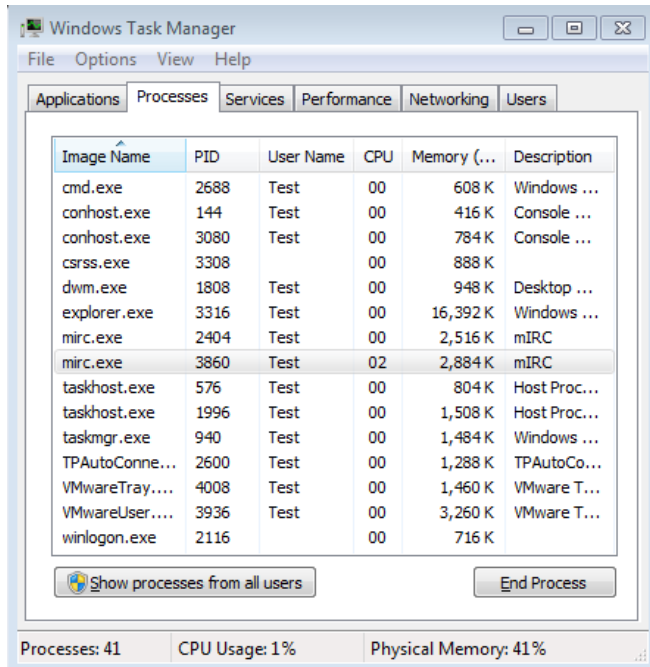 Windows Task Manager
File Options View Help
Applications Processes Services Performance Networking Users
Image Name PID User Name CPU Memory (... Description
cmd.exe 2688 Test 00 608 K Windows ...
conhost.exe 144 Test 00 416 K Console ...
conhost.exe 3080 Test 00 784 K Console ...
csrss.exe 3308 00 888 K
dwm.exe 1808 Test 00 948 K Desktop ...
explorer.exe 3316 Test 00 16,392 K Windows ...
mirc.exe 2404 Test 00 2,516 K mIRC
mirc.exe 3860 Test 02 2,884 K mIRC
taskhost.exe 576 Test 00 804 K Host Proc...
taskhost.exe 1996 Test 00 1,508 K Host Proc...
taskmgr.exe 940 Test 00 1,484 K Windows ...
TPAutoConne... 2600 Test 00 1,288 K TPAutoCo...
VMwareTray.... 4008 Test 00 1,460 K VMware T...
VMwareUser.... 3936 Test 00 3,260 K VMware T...
winlogon.exe 2116 00 716 K
Show processes from all users End Process
Processes: 41 CPU Usage: 1% Physical Memory: 41%